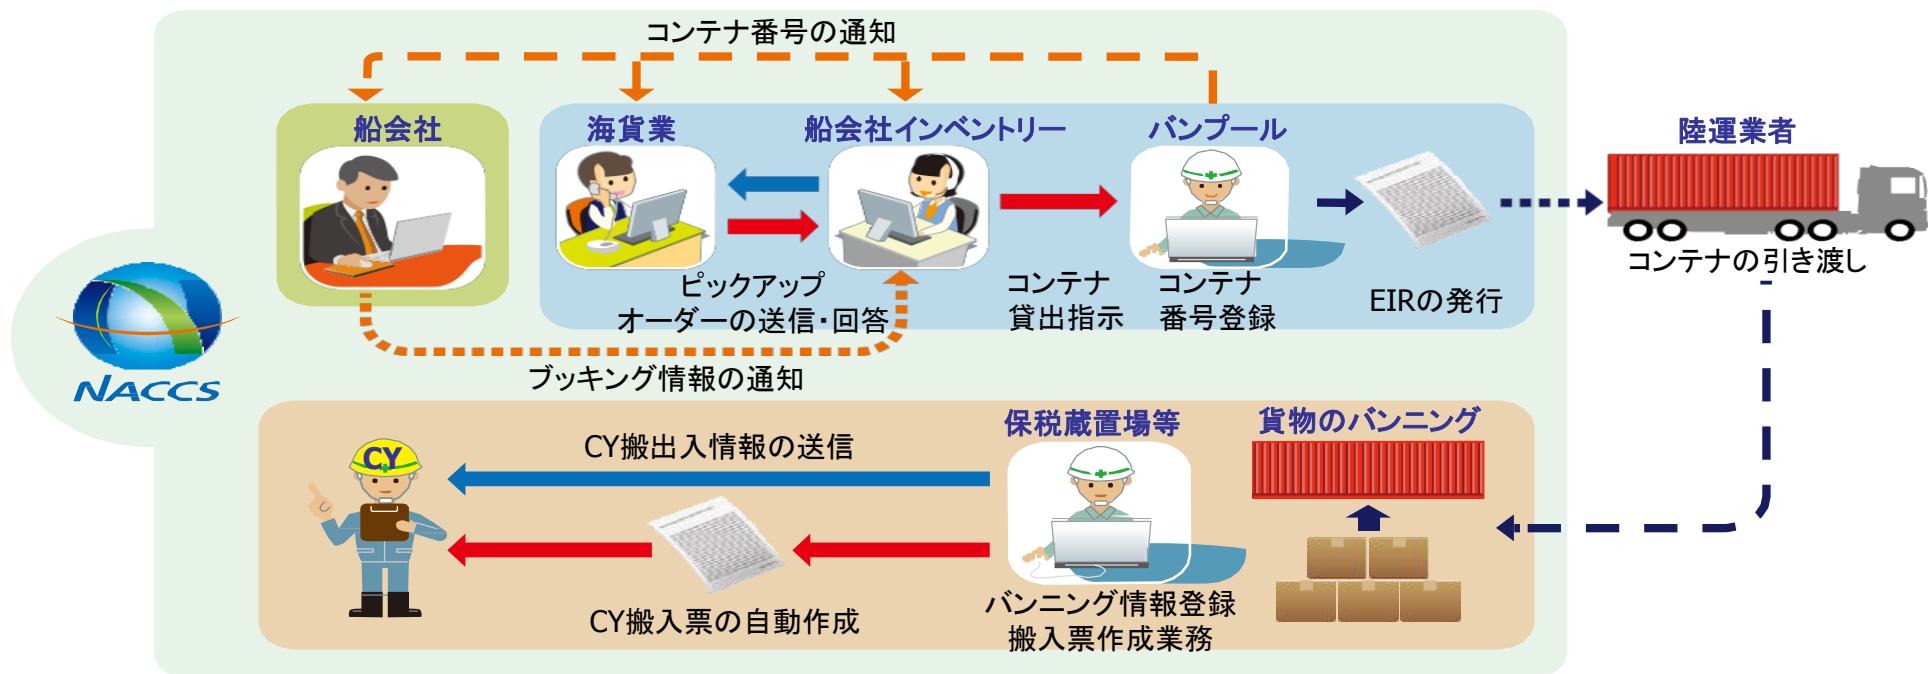 コンテナ番号の通知
船会社
海貨業
船会社インベントリー
バンプール
陸運業者
ピックアップ
オーダーの送信・回答
コンテナ
貸出指示
コンテナ
番号登録
EIRの発行
コンテナの引き渡し
ブッキング情報の通知
NACCS
保税蔵置場等
貨物のバンニング
CY
CY搬出入情報の送信
CY搬入票の自動作成
バンニング情報登録
搬入票作成業務